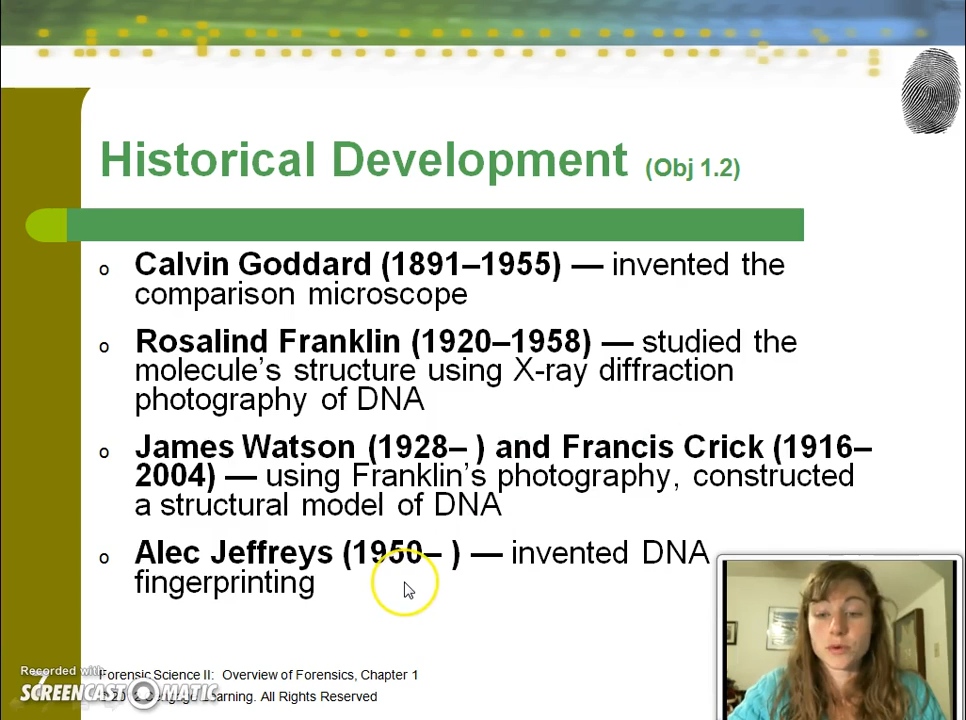 Historical Development (Obj 1.2)
o Calvin Goddard (1891–1955) — invented the
comparison microscope
o Rosalind Franklin (1920–1958) — studied the
molecule's structure using X-ray diffraction
photography of DNA
o James Watson (1928– ) and Francis Crick (1916–
2004) — using Franklin's photography, constructed
a structural model of DNA
o Alec Jeffreys (1950– ) — invented DNA
fingerprinting
Recorded with
Forensic Science II: Overview of Forensics, Chapter 1
SCREENCAST-O-MATIC
Learning. All Rights Reserved